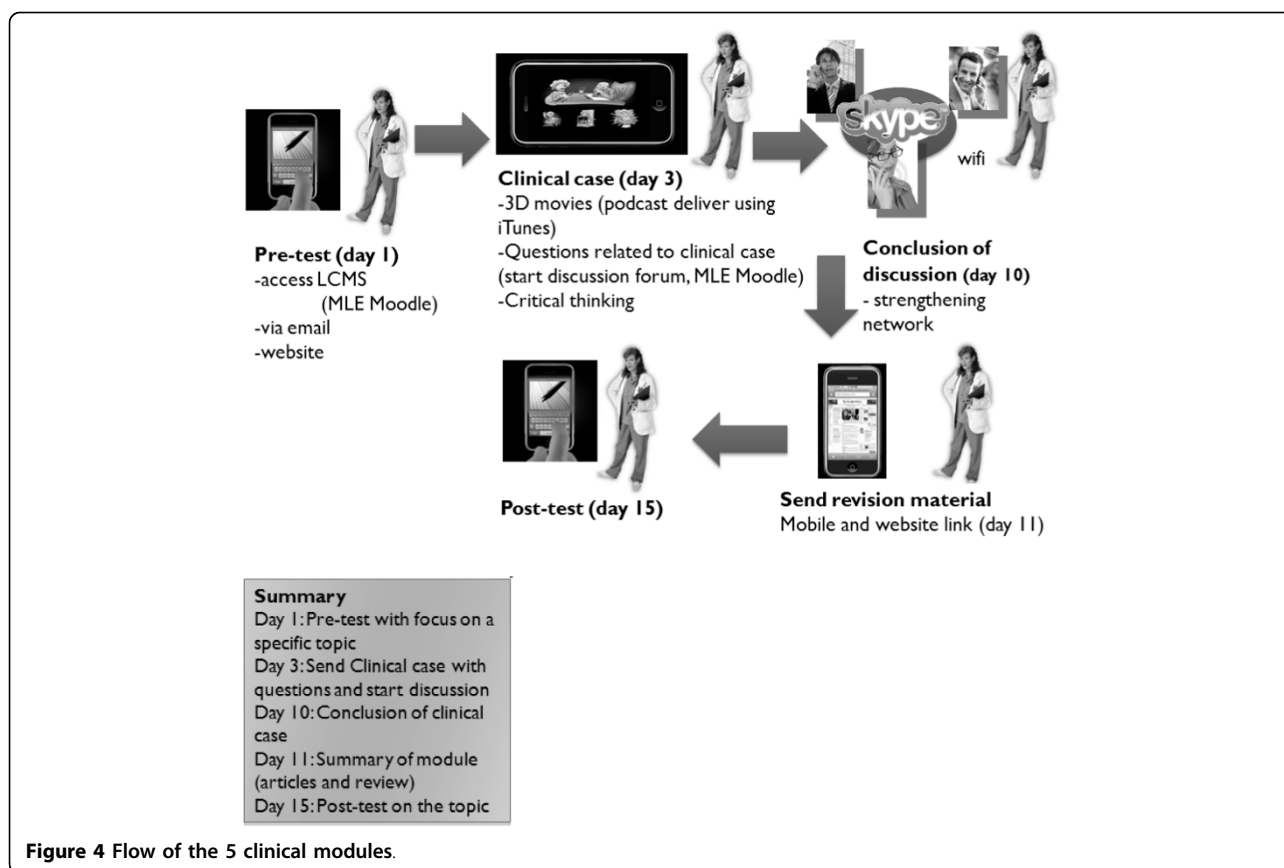 Pre-test (day 1)
-access LCMS
(MLE Moodle)
-via email
-website
Clinical case (day 3)
-3D movies (podcast deliver using
iTunes)
-Questions related to clinical case
(start discussion forum, MLE Moodle)
-Critical thinking
skype
wifi
Conclusion of
discussion (day 10)
- strengthening
network
Send revision material
Mobile and website link (day 11)
Post-test (day 15)
Summary
Day 1: Pre-test with focus on a
specific topic
Day 3: Send Clinical case with
questions and start discussion
Day 10: Conclusion of clinical
case
Day 11: Summary of module
(articles and review)
Day 15: Post-test on the topic
Figure 4 Flow of the 5 clinical modules.